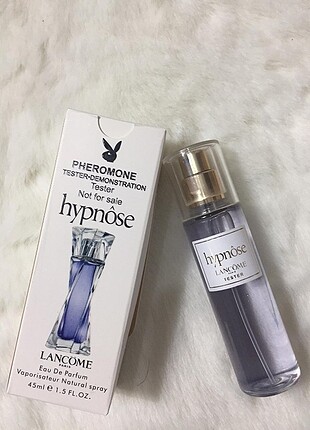 PHEROMONE
TESTER-DEMONSTRATION
Tester
Not for sale
hypnôse
LANCÔME
PARIS
Eau De Parfum
Vaporisateur Natural spray
45ml e 1.5 FL.OZ.
hypnôse
LANCÔME
PARIS
TESTER